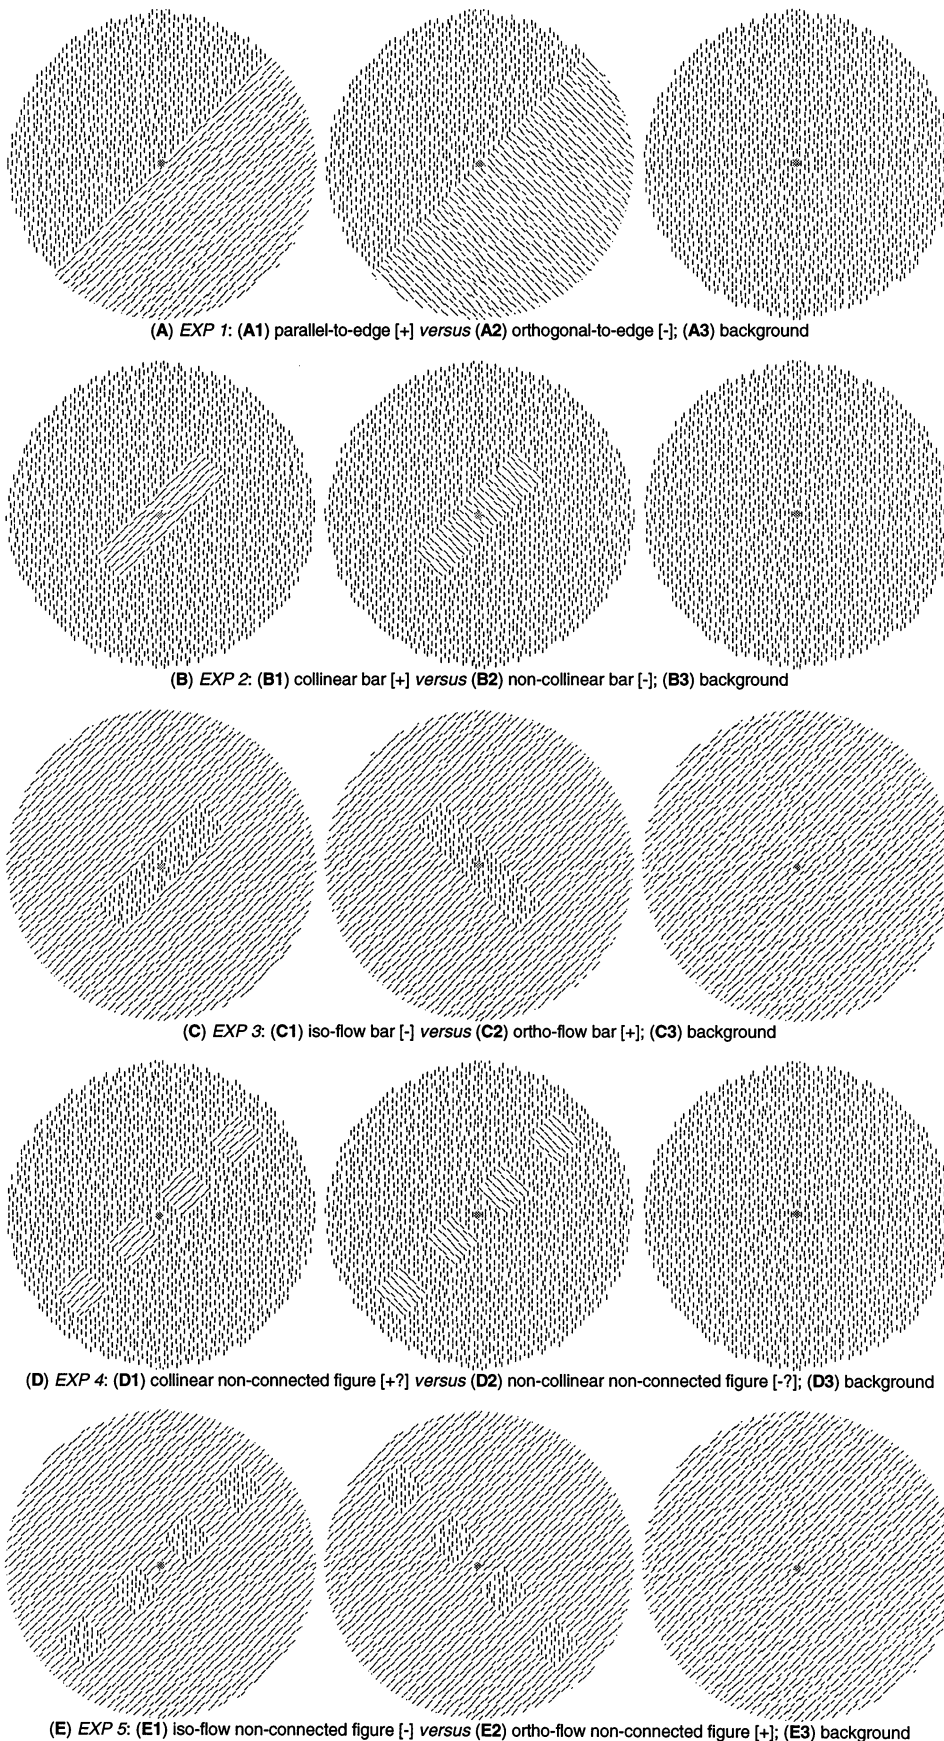 (A) EXP 1: (A1) parallel-to-edge [+] versus (A2) orthogonal-to-edge [-]; (A3) background
(B) EXP 2: (B1) collinear bar [+] versus (B2) non-collinear bar [-]; (B3) background
(C) EXP 3: (C1) iso-flow bar [-] versus (C2) ortho-flow bar [+]; (C3) background
(D) EXP 4: (D1) collinear non-connected figure [+?] versus (D2) non-collinear non-connected figure [-?]; (D3) background
(E) EXP 5: (E1) iso-flow non-connected figure [-] versus (E2) ortho-flow non-connected figure [+]; (E3) background